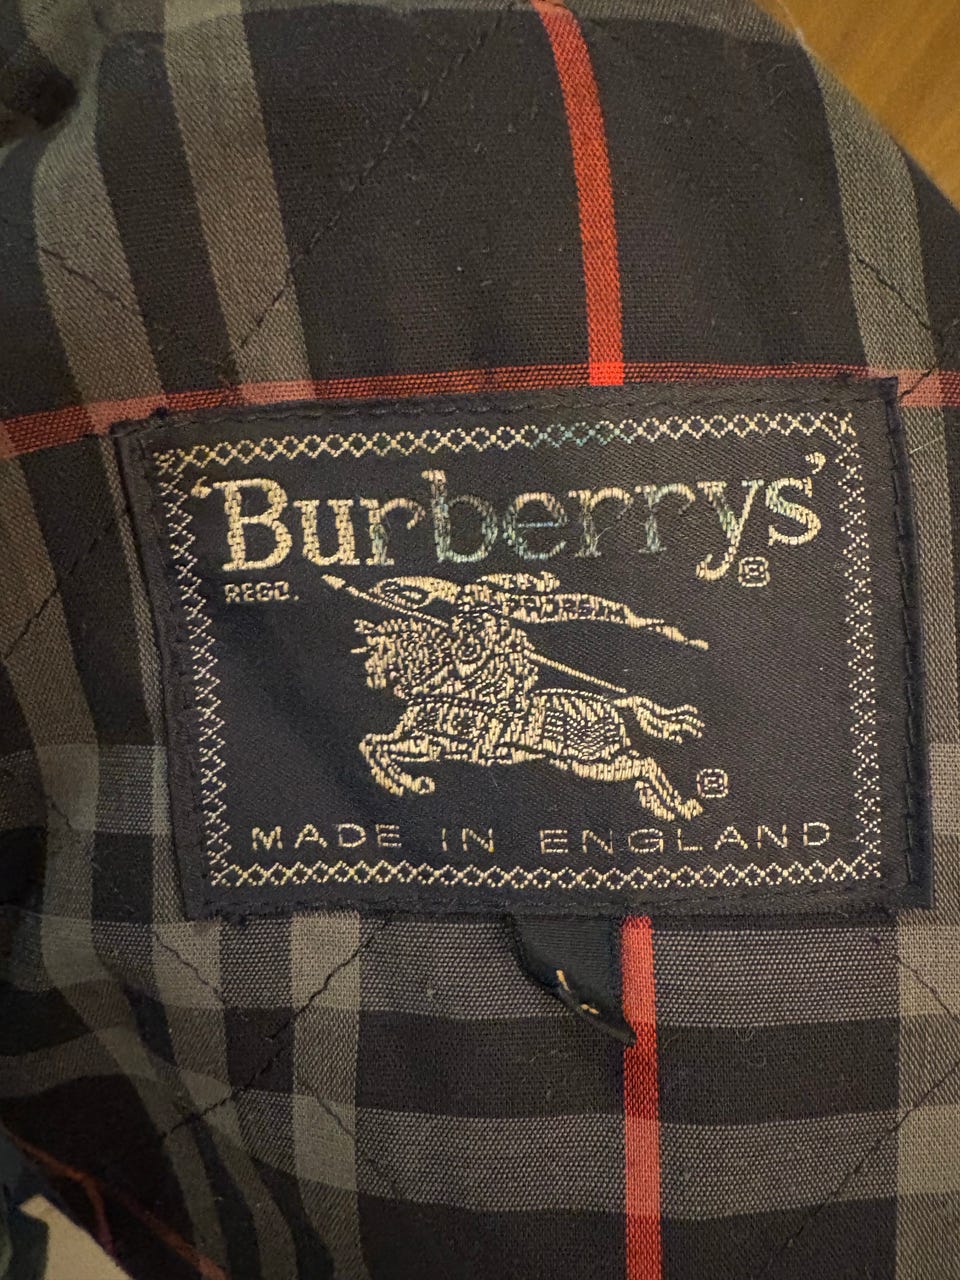 'Burberrys'®
REGD.
®
MADE IN ENGLAND